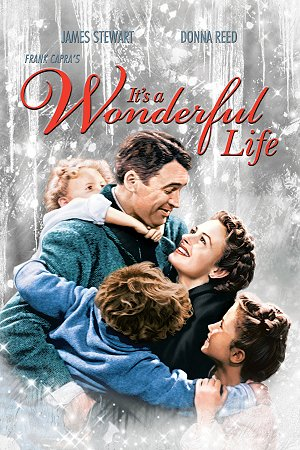 JAMES STEWART DONNA REED
FRANK CAPRA'S
It's a
Wonderful
Life